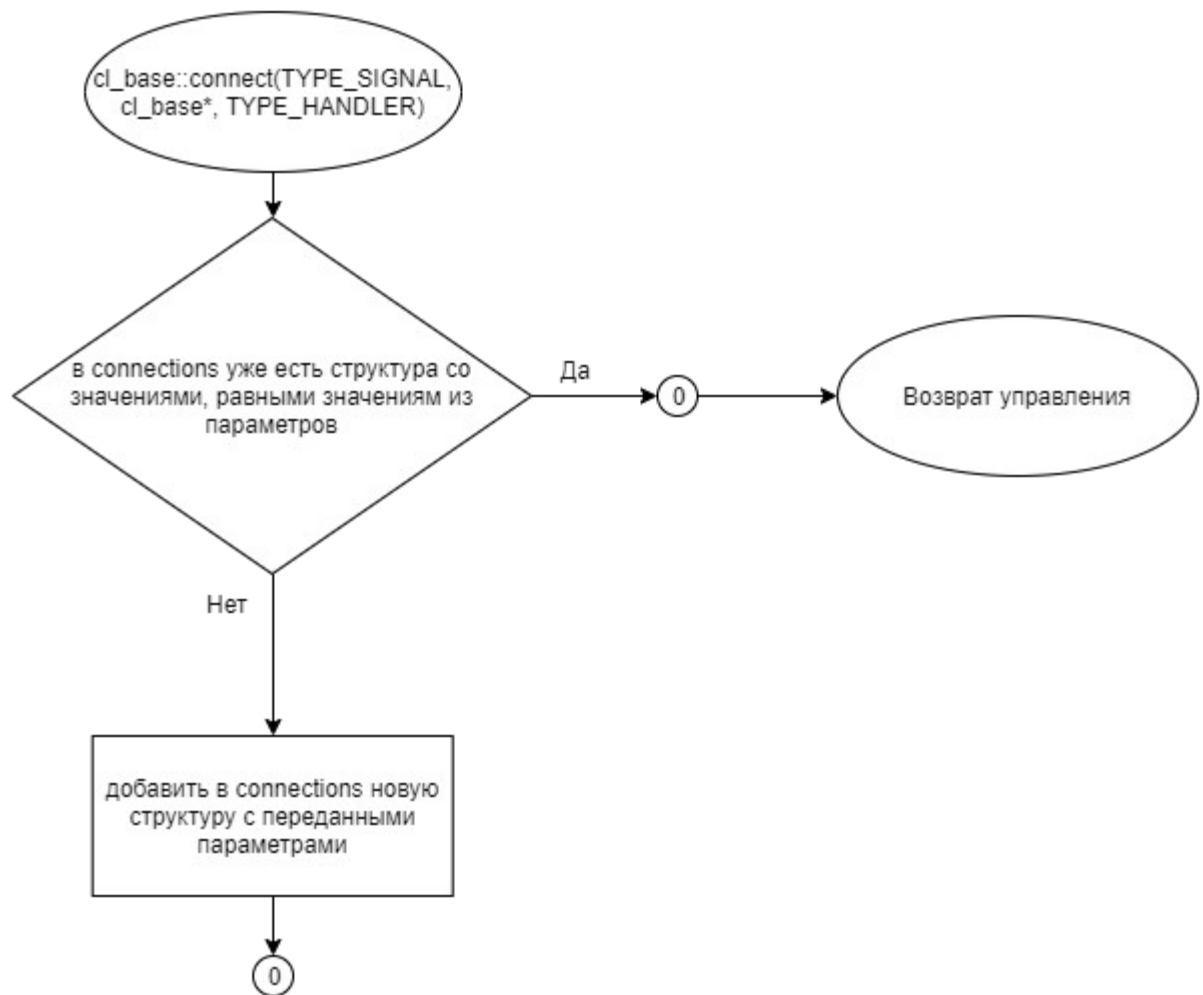 cl_base::connect(TYPE_SIGNAL,
cl_base*, TYPE_HANDLER)
в connections уже есть структура со
значениями, равными значениям из
параметров
Да
0
Возврат управления
Нет
добавить в connections новую
структуру с переданными
параметрами
0